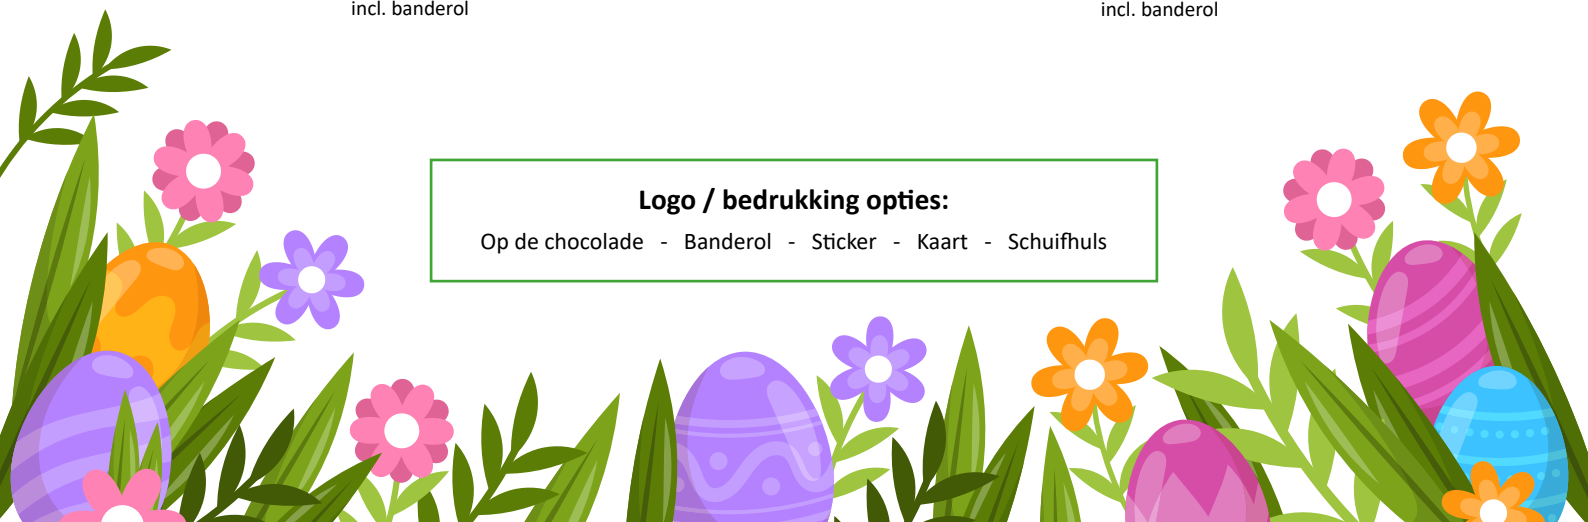 incl. banderol
incl. banderol
Logo / bedrukking opties:
Op de chocolade - Banderol - Sticker - Kaart - Schuifhuls